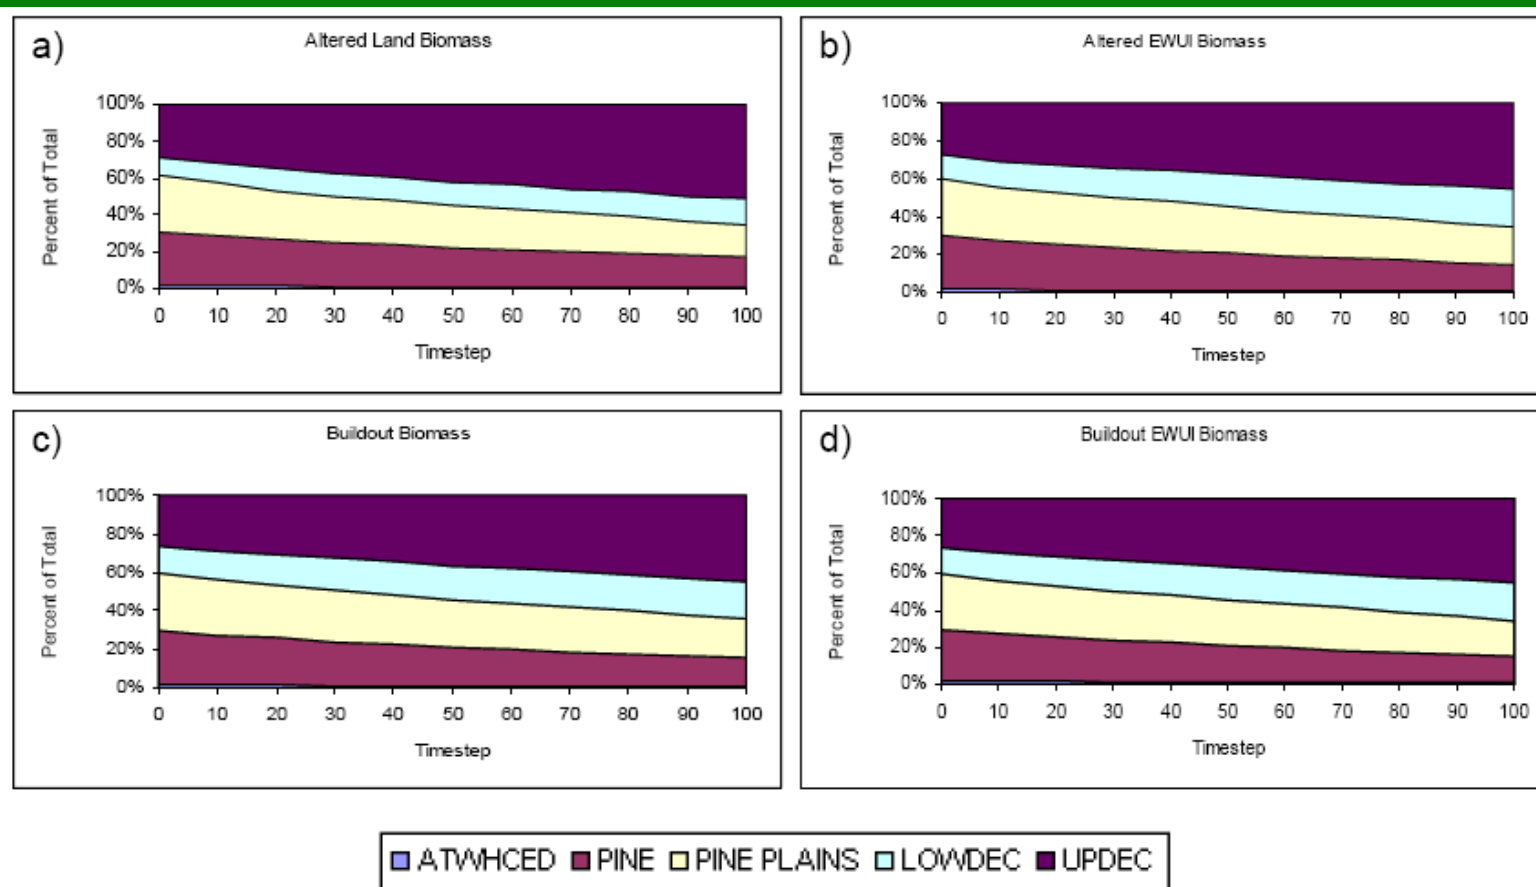 a)
Altered Land Biomass
Percent of Total
100%
80%
60%
40%
20%
0%
0 10 20 30 40 50 60 70 80 90 100
Timestep
b)
Altered EWUI Biomass
Percent of Total
100%
80%
60%
40%
20%
0%
0 10 20 30 40 50 60 70 80 90 100
Timestep
c)
Buildout Biomass
Percent of Total
100%
80%
60%
40%
20%
0%
0 10 20 30 40 50 60 70 80 90 100
Timestep
d)
Buildout EWUI Biomass
Percent of Total
100%
80%
60%
40%
20%
0%
0 10 20 30 40 50 60 70 80 90 100
Timestep
ATWHCED PINE PINE PLAINS LOWDEC UPDEC